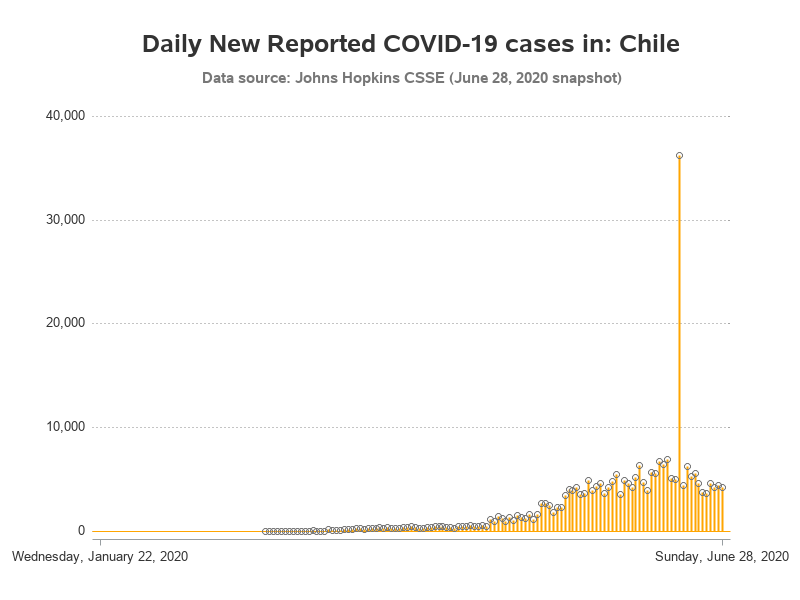 Daily New Reported COVID-19 cases in: Chile
Data source: Johns Hopkins CSSE (June 28, 2020 snapshot)
40,000
30,000
20,000
10,000
0
Wednesday, January 22, 2020
Sunday, June 28, 2020